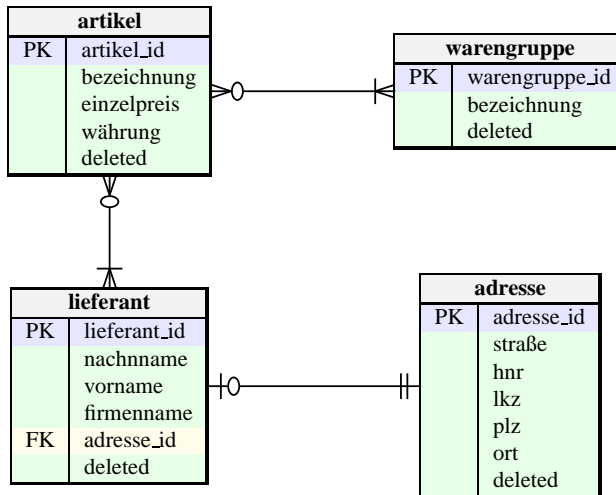 artikel
PK artikel_id
bezeichnung
einzelpreis
währung
deleted
warengruppe
PK warengruppe_id
bezeichnung
deleted
lieferant
PK lieferant_id
nachnname
vorname
firmenname
FK adresse_id
deleted
adresse
PK adresse_id
straße
hnr
lkz
plz
ort
deleted